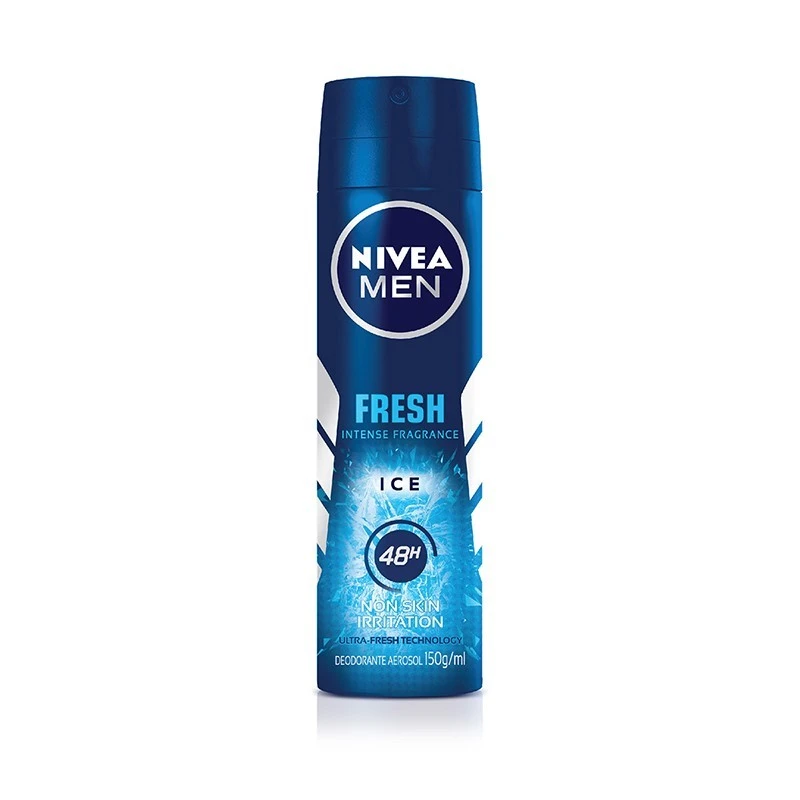 NIVEA
MEN
FRESH
INTENSE FRAGRANCE
ICE
48H
NON SKIN
IRRITATION
ULTRA-FRESH TECHNOLOGY
DEODORANTE AEROSOL 150g/ml